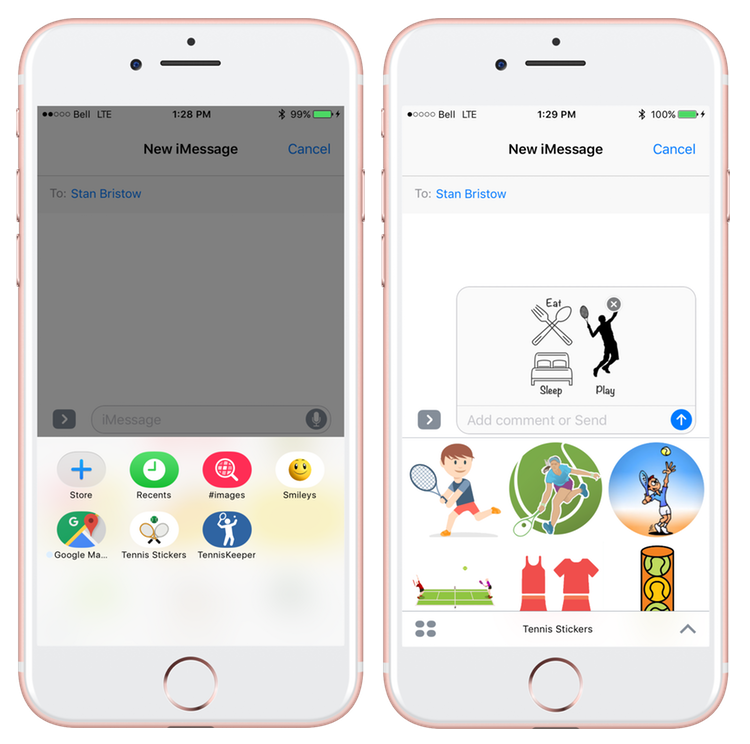 Bell LTE 1:28 PM 99%
New iMessage Cancel
To: Stan Bristow
iMessage
Store Recents #images Smileys
G
Google Ma... Tennis Stickers TennisKeeper
Bell LTE 1:29 PM 100%
New iMessage Cancel
To: Stan Bristow
Eat
Sleep Play
Add comment or Send
Tennis Stickers